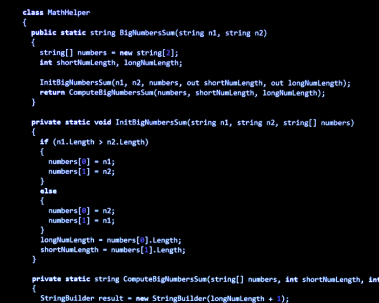 class MathHelper
{
public static string BigNumbersSum(string n1, string n2)
{
string[] numbers = new string[2];
int shortNumLength, longNumLength;
InitBigNumbersSum(n1, n2, numbers, out shortNumLength, out longNumLength);
return ComputeBigNumbersSum(numbers, shortNumLength, longNumLength);
}
private static void InitBigNumbersSum(string n1, string n2, string[] numbers)
{
if (n1.Length > n2.Length)
{
numbers[0] = n1;
numbers[1] = n2;
}
else
{
numbers[0] = n2;
numbers[1] = n1;
}
longNumLength = numbers[0].Length;
shortNumLength = numbers[1].Length;
}
private static string ComputeBigNumbersSum(string[] numbers, int shortNumLength, int
{
StringBuilder result = new StringBuilder(longNumLength + 1);